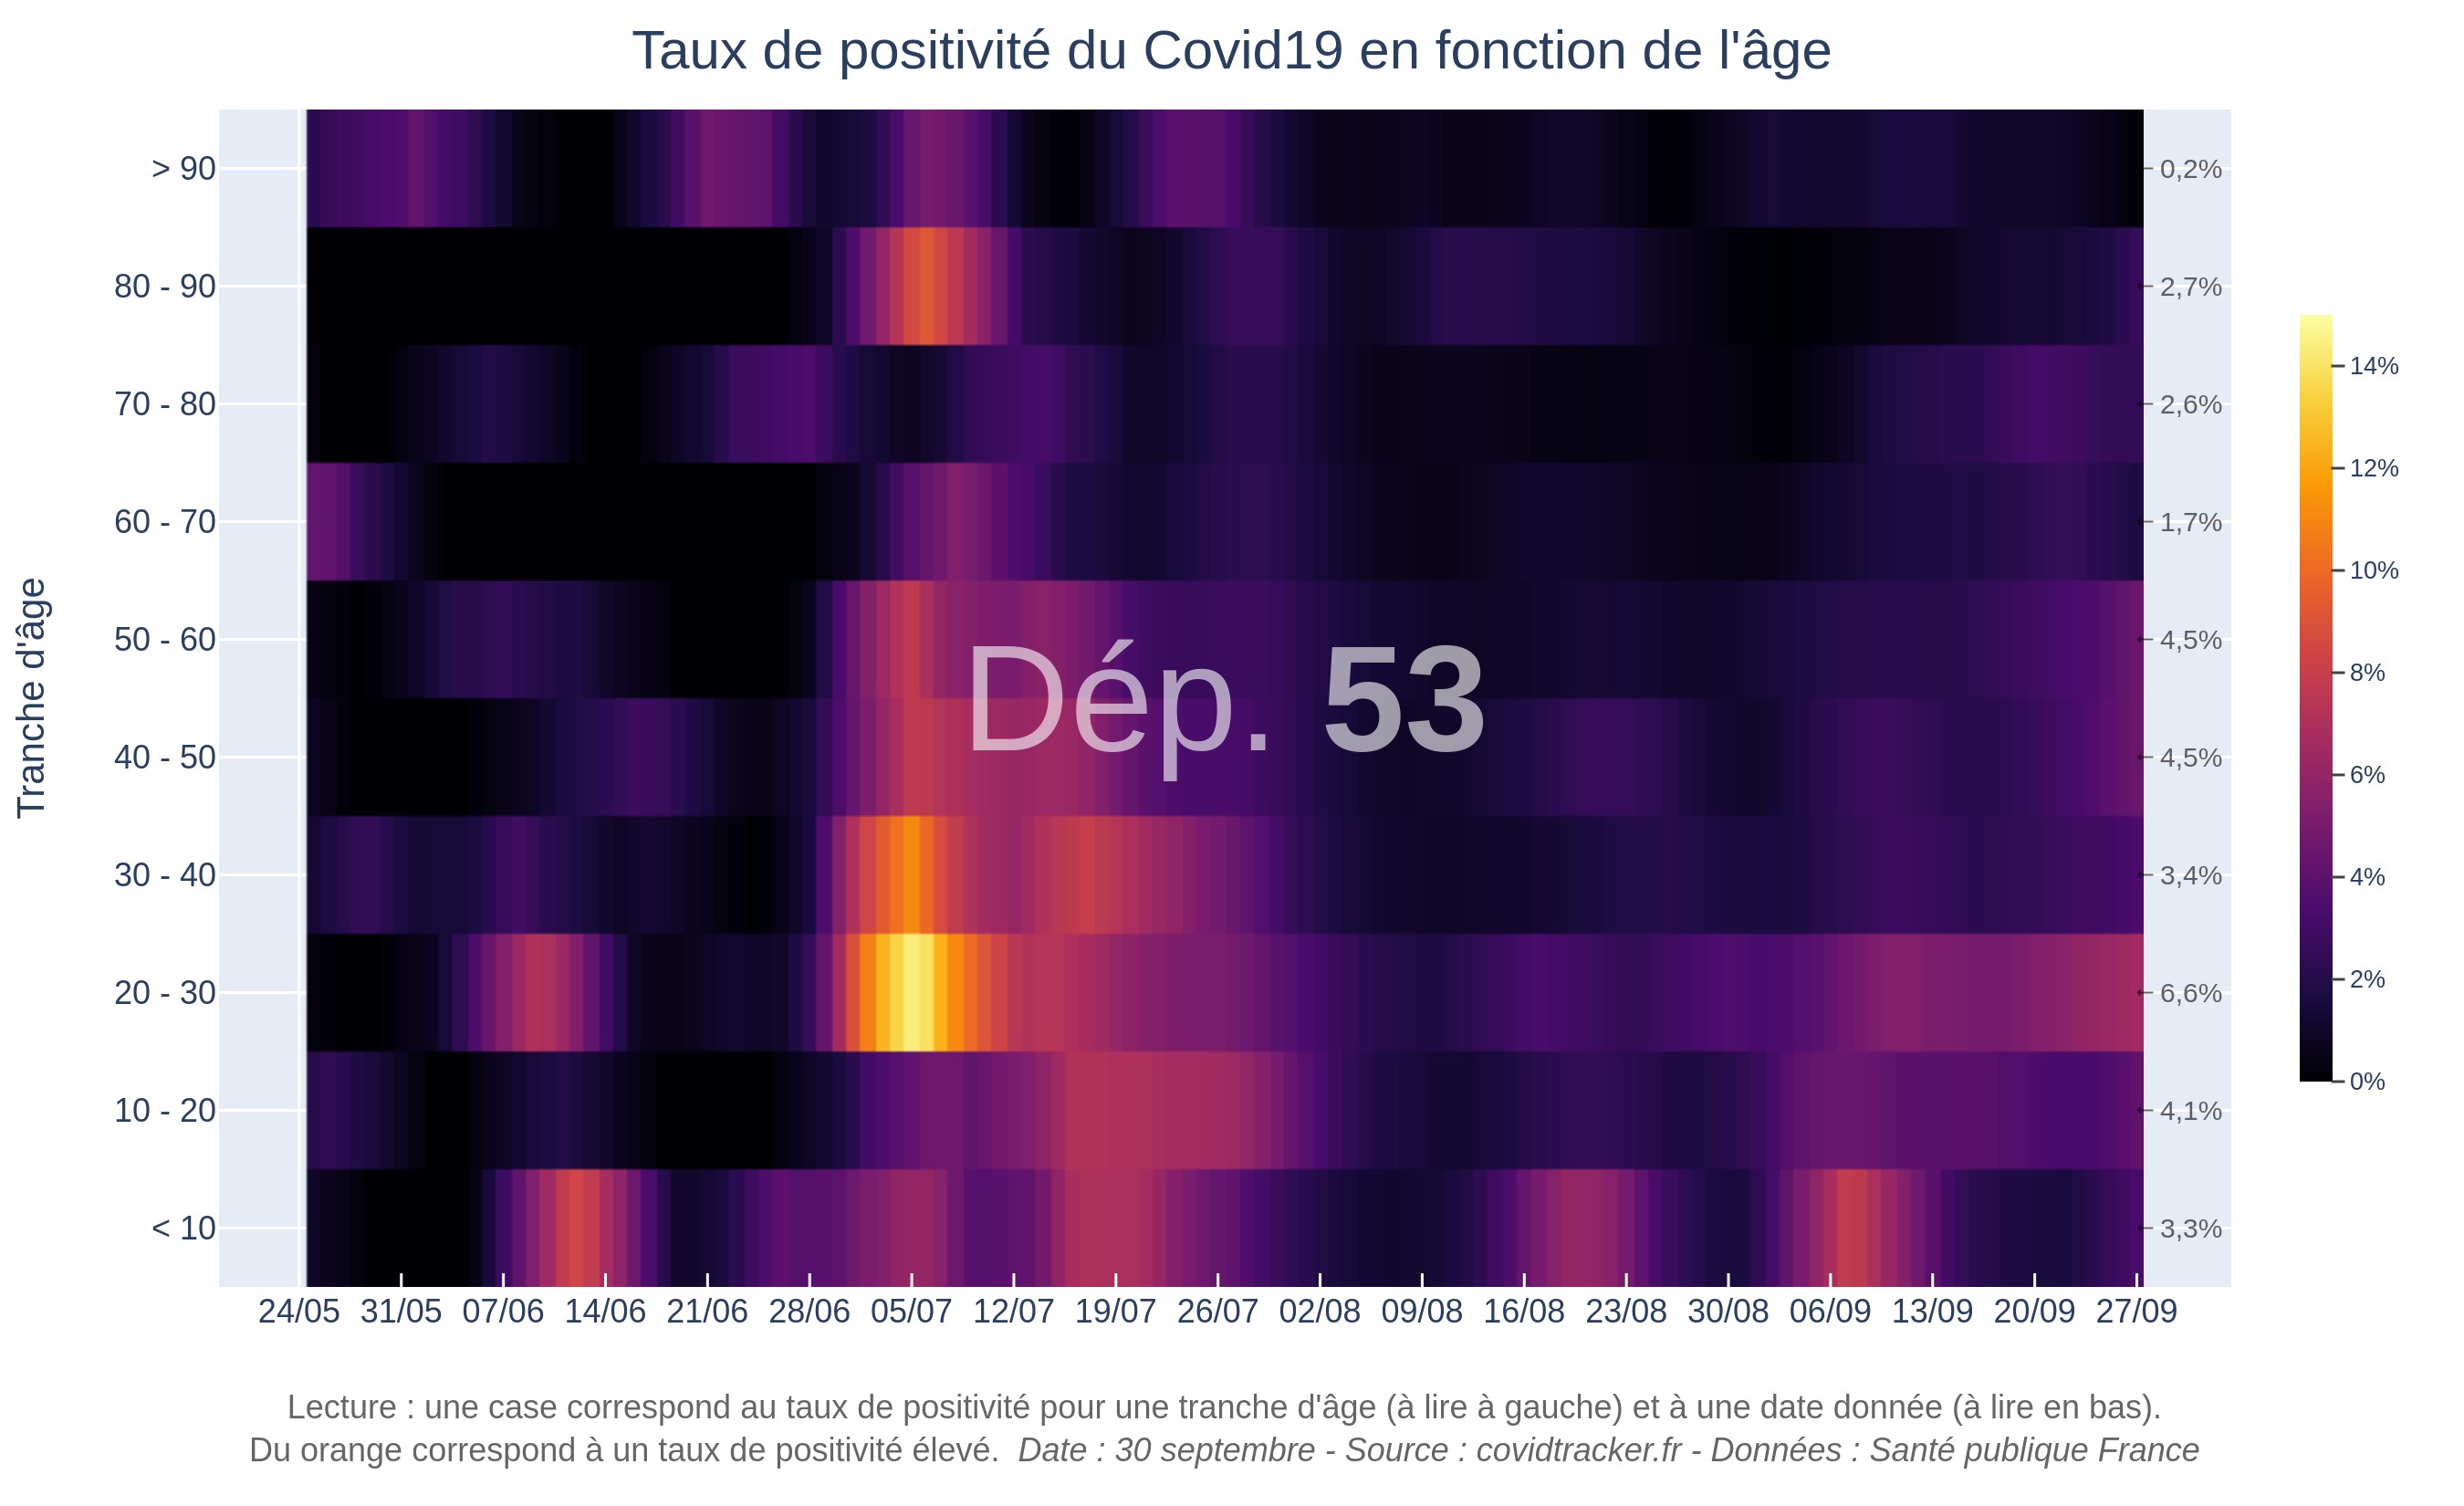 Taux de positivité du Covid19 en fonction de l'âge
Tranche d'âge
> 90
80 - 90
70 - 80
60 - 70
50 - 60
40 - 50
30 - 40
20 - 30
10 - 20
< 10
Dép. 53
0,2%
2,7%
2,6%
1,7%
4,5%
4,5%
3,4%
6,6%
4,1%
3,3%
14%
12%
10%
8%
6%
4%
2%
0%
24/05 31/05 07/06 14/06 21/06 28/06 05/07 12/07 19/07 26/07 02/08 09/08 16/08 23/08 30/08 06/09 13/09 20/09 27/09
Lecture : une case correspond au taux de positivité pour une tranche d'âge (à lire à gauche) et à une date donnée (à lire en bas).
Du orange correspond à un taux de positivité élevé. Date : 30 septembre - Source : covidtracker.fr - Données : Santé publique France